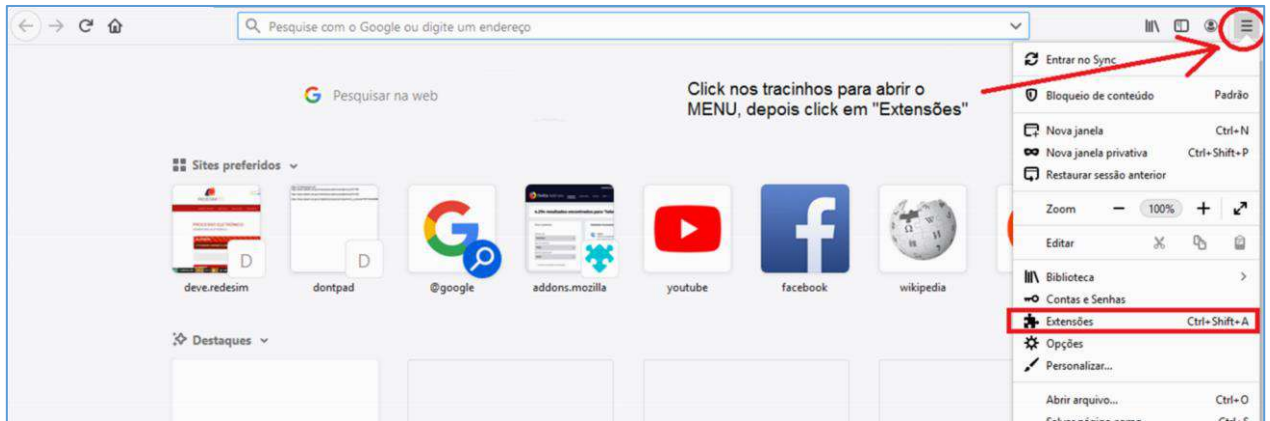 Pesquise com o Google ou digite um endereço
Pesquisar na web
Click nos tracinhos para abrir o
MENU, depois click em "Extensões"
Sites preferidos
D
D
deve.redesim
dontpad
@google
addons.mozilla
youtube
facebook
wikipedia
Destaques
Entrar no Sync
Bloqueio de conteúdo Padrão
Nova janela Ctrl+N
Nova janela privativa Ctrl+Shift+P
Restaurar sessão anterior
Zoom 100%
Editar
Biblioteca
Contas e Senhas
Extensões Ctrl+Shift+A
Opções
Personalizar...
Abrir arquivo... Ctrl+O